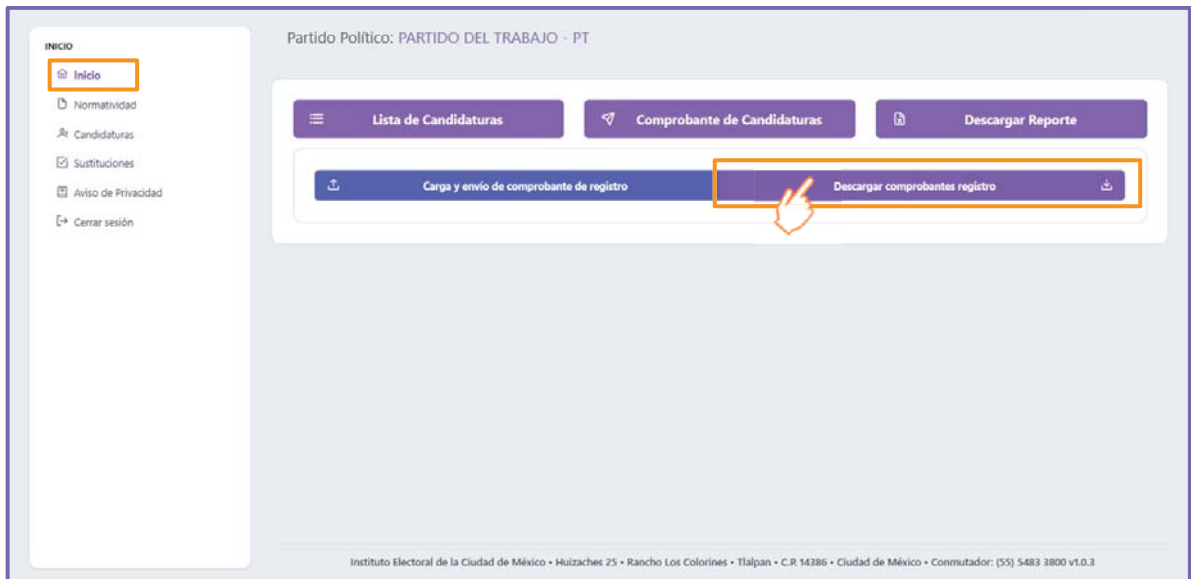 Partido Político: PARTIDO DEL TRABAJO - PT
INICIO
Inicio
Normatividad
Candidaturas
Sustituciones
Aviso de Privacidad
Cerrar sesión
Lista de Candidaturas
Comprobante de Candidaturas
Descargar Reporte
Carga y envío de comprobante de registro
Descargar comprobantes registro
Instituto Electoral de la Ciudad de México • Huizaches 25 • Rancho Los Colorines • Tlalpan • C.P. 14386 • Ciudad de México • Conmutador: (55) 5483 3800 v1.0.3